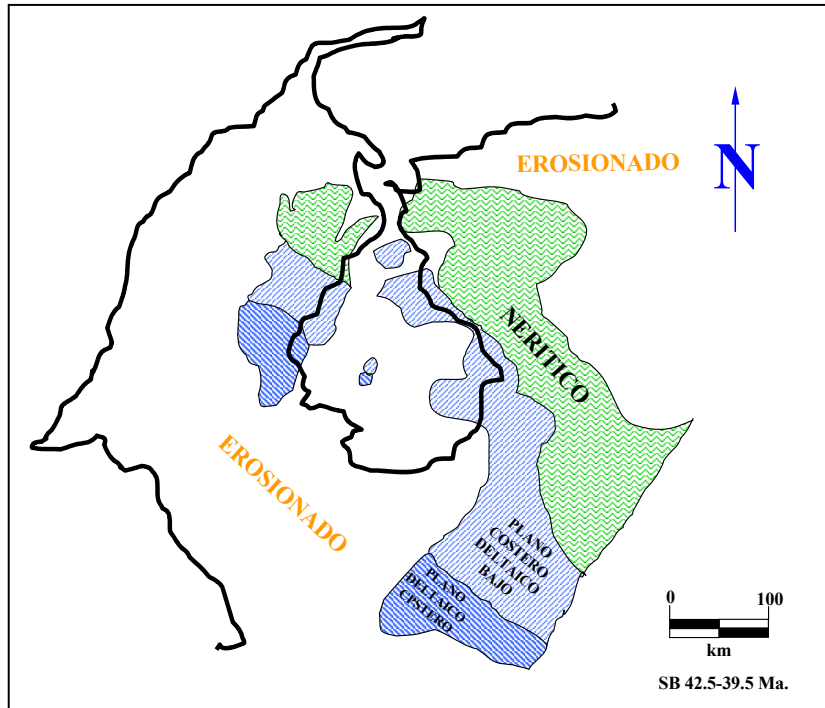 EROSIONADO
N
NERITICO
EROSIONADO
PLANO
COSTERO
DELTAICO
BAJO
PLANO
DELTAICO
CPSTERO
0 100
km
SB 42.5-39.5 Ma.